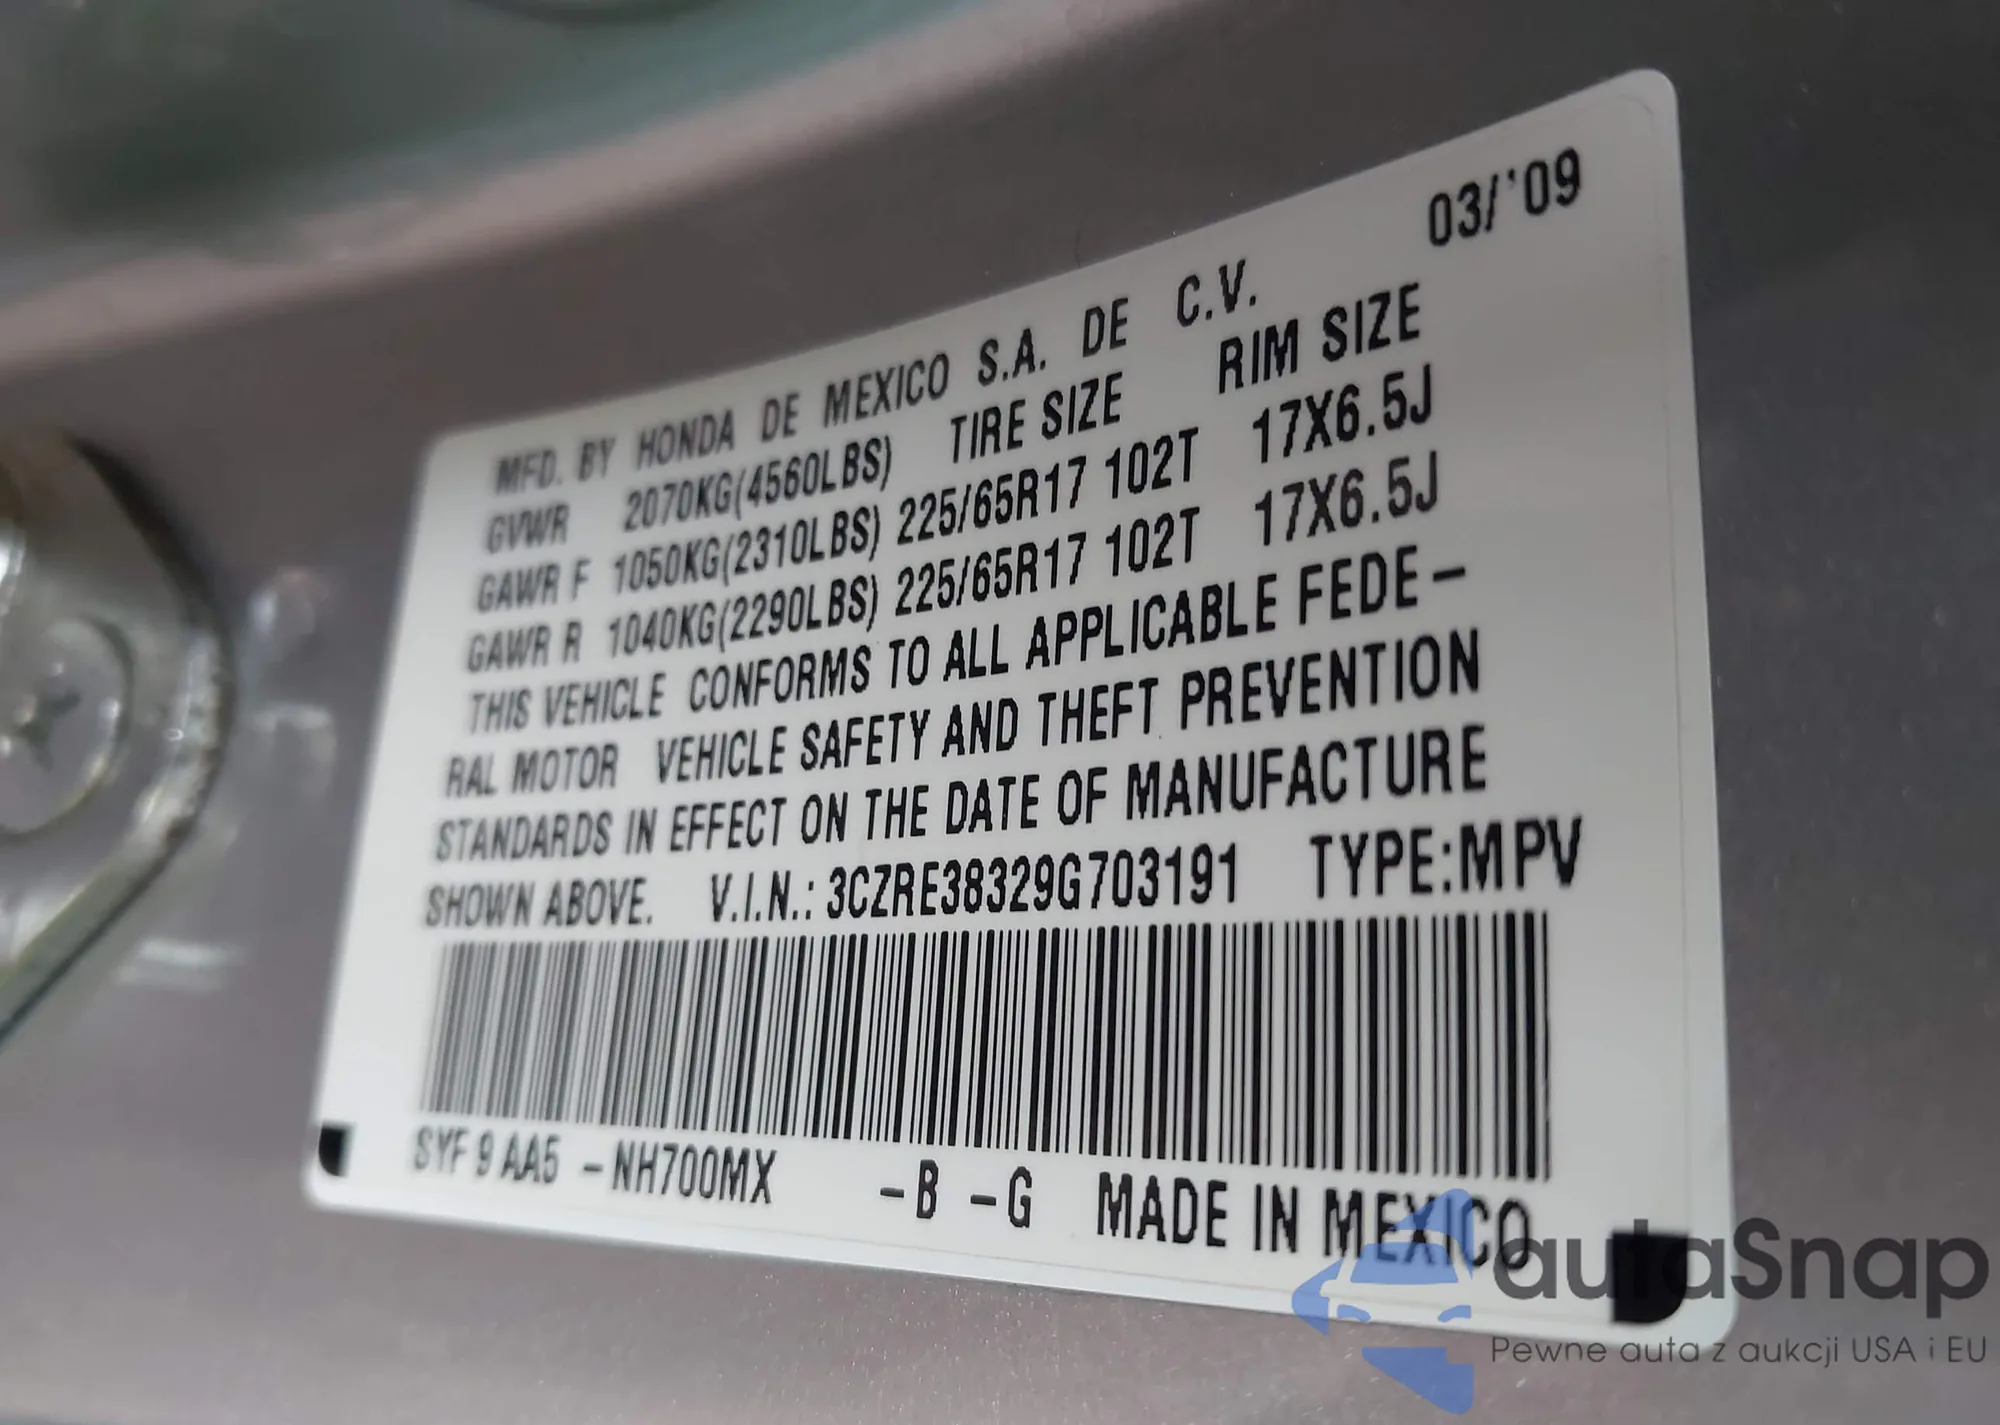 03/'09
MFD. BY HONDA DE MEXICO S.A. DE C.V.
GVWR 2070KG(4560LBS) TIRE SIZE RIM SIZE
GAWR F 1050KG(2310LBS) 225/65R17 102T 17X6.5J
GAWR R 1040KG(2290LBS) 225/65R17 102T 17X6.5J
THIS VEHICLE CONFORMS TO ALL APPLICABLE FEDE-
RAL MOTOR VEHICLE SAFETY AND THEFT PREVENTION
STANDARDS IN EFFECT ON THE DATE OF MANUFACTURE
SHOWN ABOVE. V.I.N.: 3CZRE38329G703191 TYPE:MPV
SYF 9 AA5 -NH700MX -B -G MADE IN MEXICO
autaSnap
Pewne auta z aukcji USA i EU